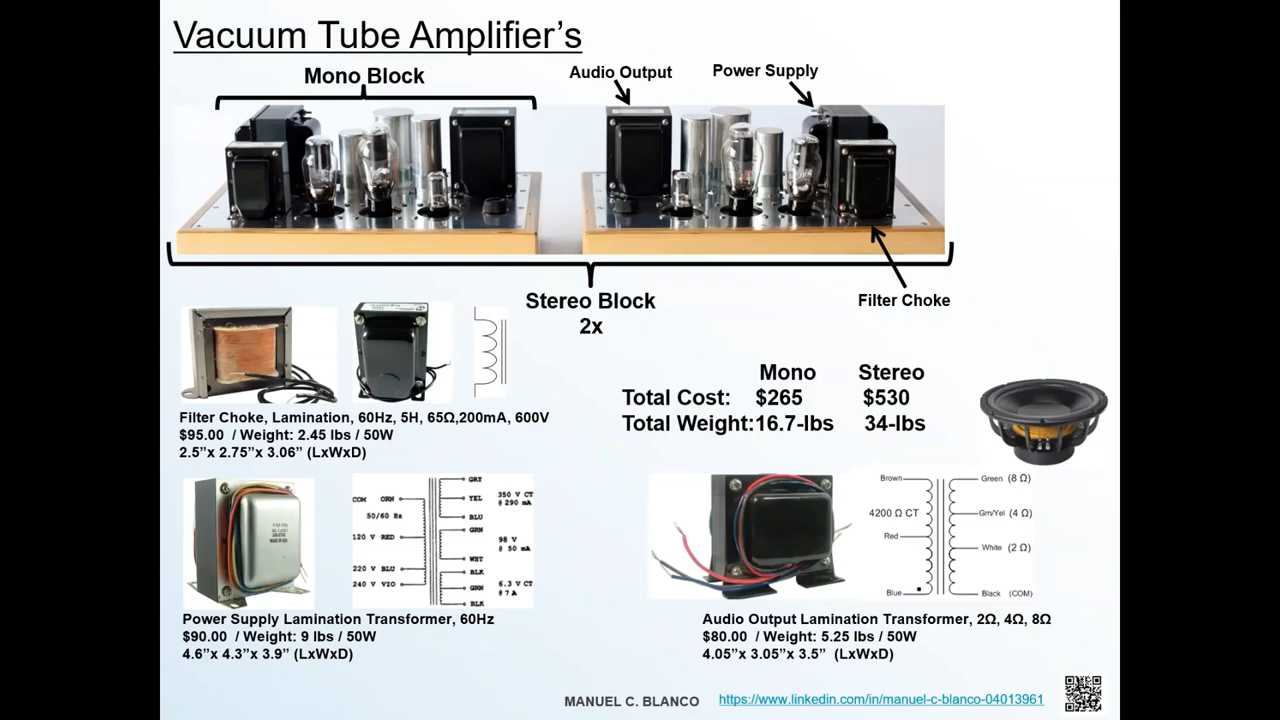 Vacuum Tube Amplifier's
Mono Block
Audio Output
Power Supply
Filter Choke
Stereo Block
2x
Filter Choke, Lamination, 60Hz, 5H, 65Ω,200mA, 600V
$95.00 / Weight: 2.45 lbs / 50W
2.5”x 2.75”x 3.06” (LxWxD)
Mono Stereo
Total Cost: $265 $530
Total Weight:16.7-lbs 34-lbs
COM ORN
50/60 Hz
120 V RED
220 V BLU
240 V VIO
GRY
YEL
BLU
350 V CT
@ 290 mA
GRN
WHT
98 V
@ 50 mA
BLK
GRN
BLK
6.3 V CT
@ 7 A
Power Supply Lamination Transformer, 60Hz
$90.00 / Weight: 9 lbs / 50W
4.6”x 4.3”x 3.9” (LxWxD)
Brown
4200 Ω CT
Red
Blue
Green (8 Ω)
Grn/Yel (4 Ω)
White (2 Ω)
Black (COM)
Audio Output Lamination Transformer, 2Ω, 4Ω, 8Ω
$80.00 / Weight: 5.25 lbs / 50W
4.05”x 3.05”x 3.5” (LxWxD)
MANUEL C. BLANCO
https://www.linkedin.com/in/manuel-c-blanco-04013961